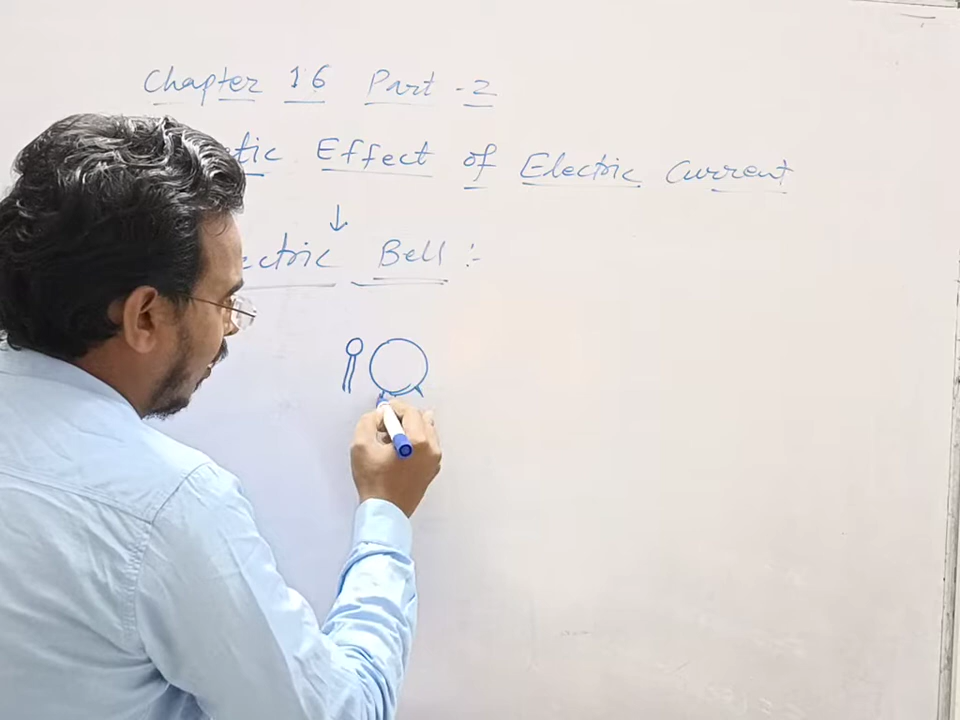 Chapter 16 Part -2
tic Effect of Electric Current
ectric Bell :-